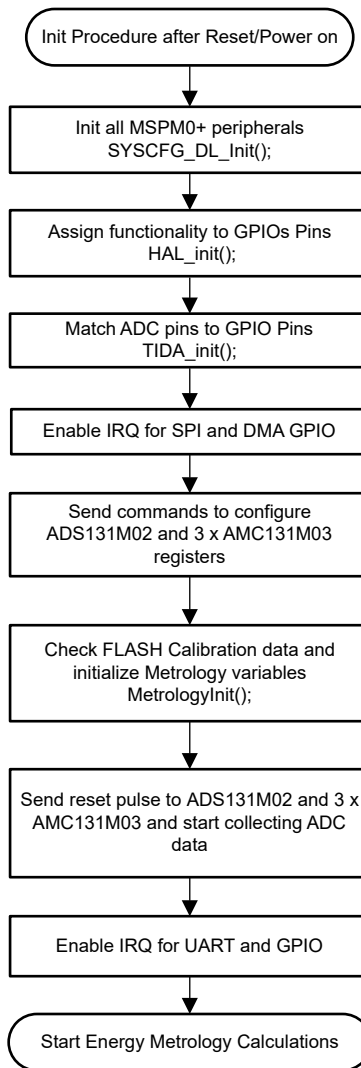 Init Procedure after Reset/Power on
Init all MSPM0+ peripherals
SYSCFG_DL_Init();
Assign functionality to GPIOs Pins
HAL_init();
Match ADC pins to GPIO Pins
TIDA_init();
Enable IRQ for SPI and DMA GPIO
Send commands to configure
ADS131M02 and 3 x AMC131M03
registers
Check FLASH Calibration data and
initialize Metrology variables
MetrologyInit();
Send reset pulse to ADS131M02 and 3 x
AMC131M03 and start collecting ADC
data
Enable IRQ for UART and GPIO
Start Energy Metrology Calculations